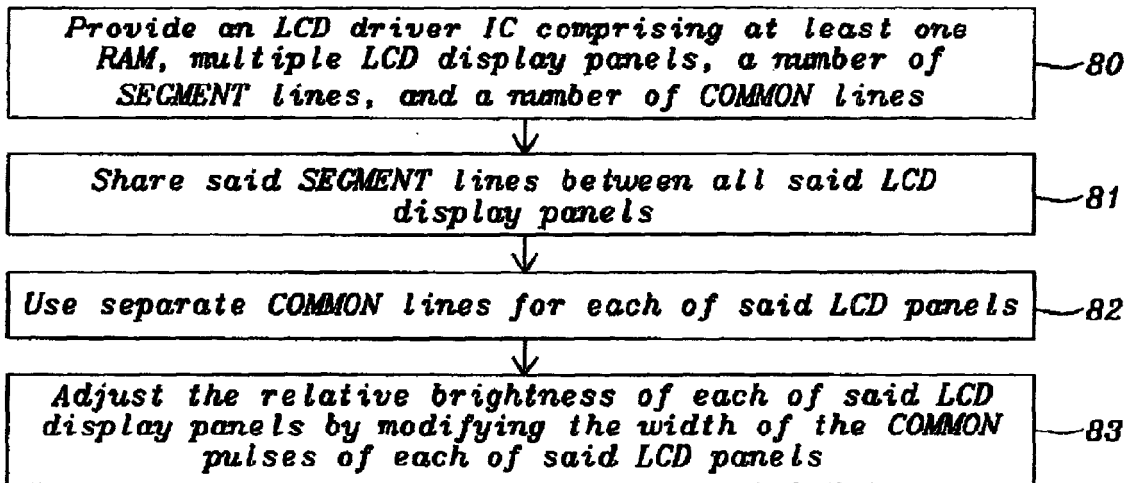 Provide an LCD driver IC comprising at least one
RAM, multiple LCD display panels, a number of
SEGMENT lines, and a number of COMMON lines
80
Share said SEGMENT lines between all said LCD
display panels
81
Use separate COMMON lines for each of said LCD panels
82
Adjust the relative brightness of each of said LCD
display panels by modifying the width of the COMMON
pulses of each of said LCD panels
83